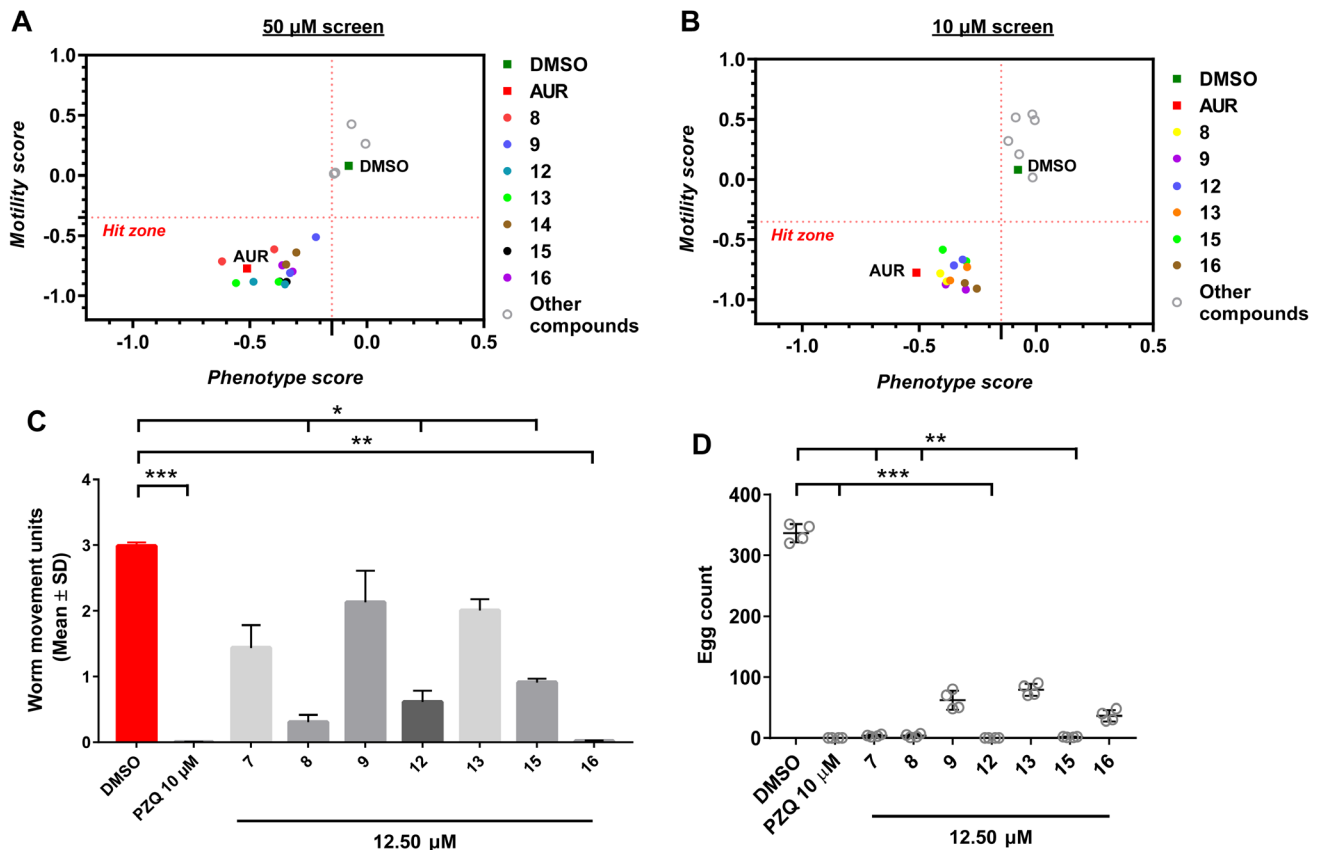 A
50 µM screen
Motility score
1.0
0.5
0.0
-0.5
-1.0
DMSO
Hit zone
AUR
-1.0
-0.5
0.0
0.5
Phenotype score
DMSO
AUR
8
9
12
13
14
15
16
Other
compounds
B
10 µM screen
Motility score
1.0
0.5
0.0
-0.5
-1.0
DMSO
Hit zone
AUR
-1.0
-0.5
0.0
0.5
Phenotype score
DMSO
AUR
8
9
12
13
15
16
Other
compounds
C
*
**
***
Worm movement units
(Mean ± SD)
4
3
2
1
0
DMSO
PZQ 10 µM
7
8
9
12
13
15
16
12.50 µM
D
**
***
Egg count
400
300
200
100
0
DMSO
PZQ 10 µM
7
8
9
12
13
15
16
12.50 µM